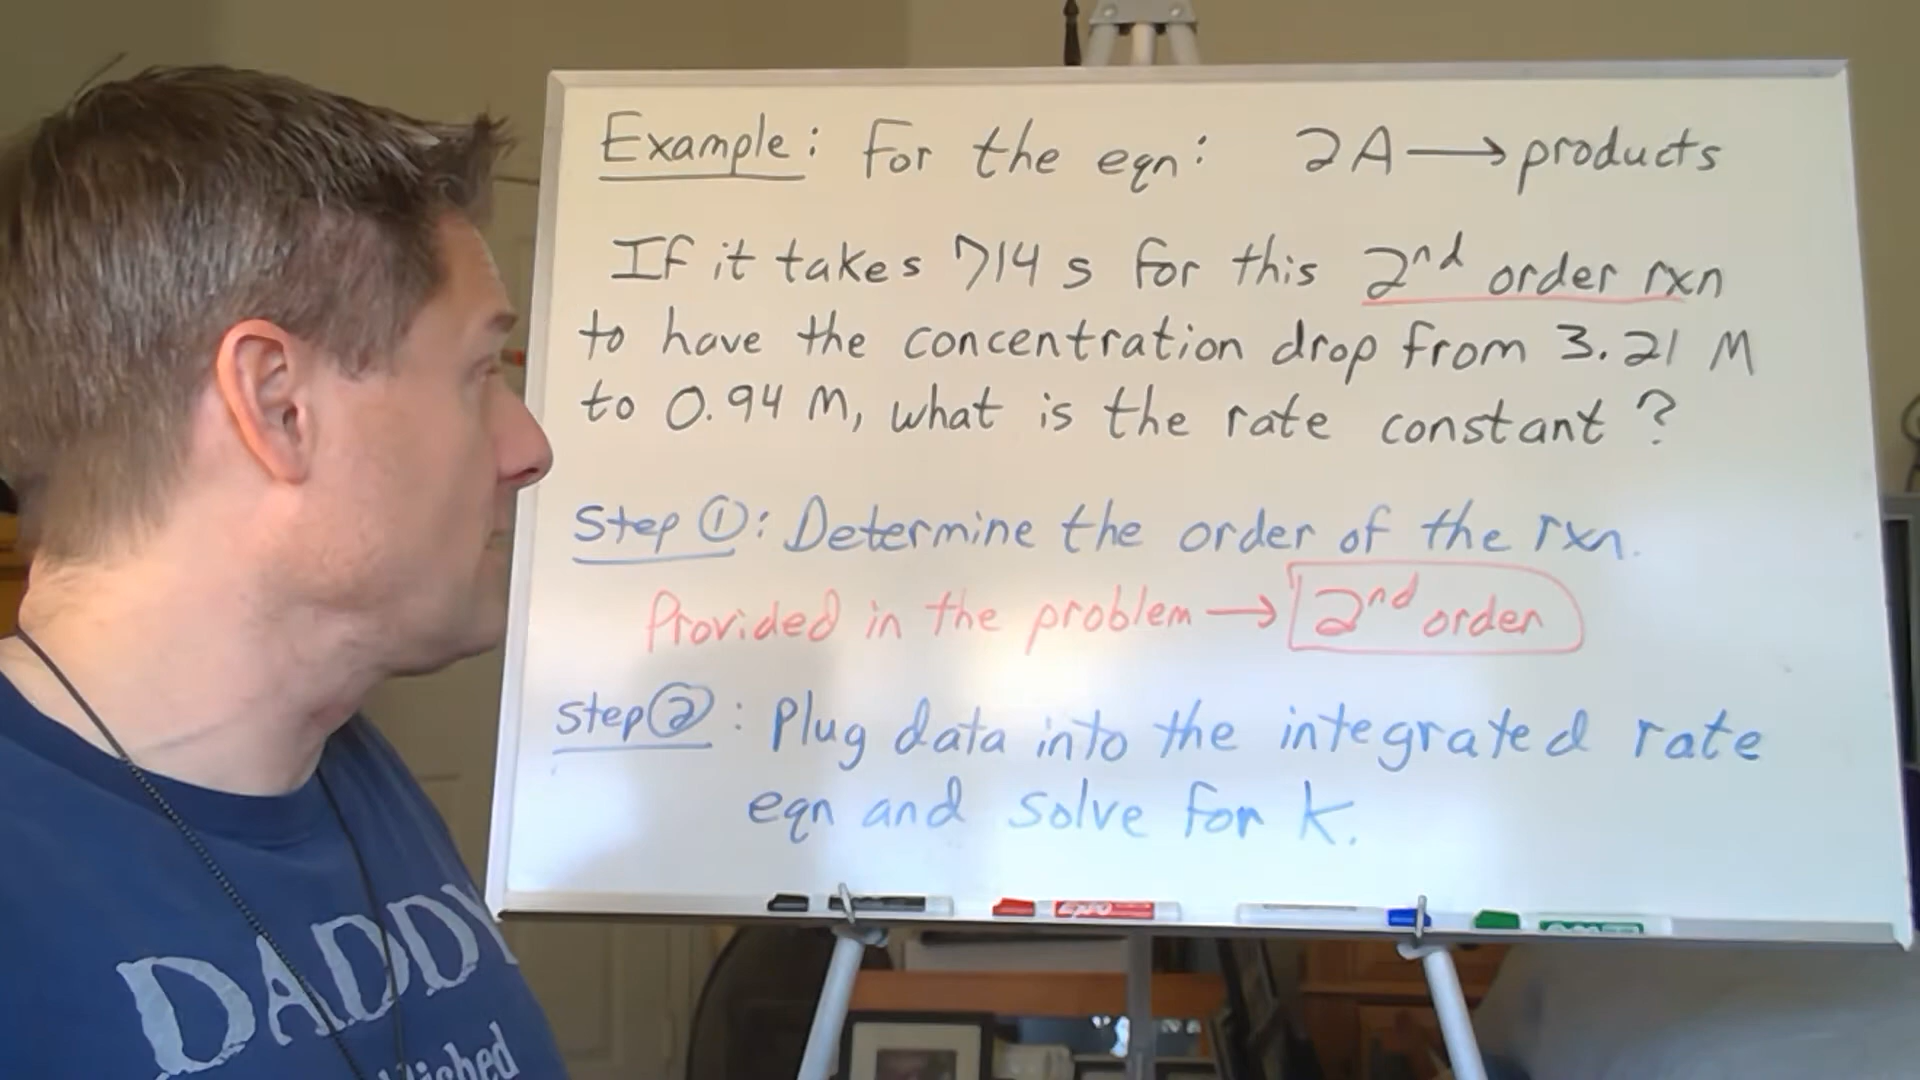 Example: For the eqn: 2A → products
If it takes 714 s for this 2nd order rxn
to have the concentration drop from 3.21 M
to 0.94 M, what is the rate constant?
Step ①: Determine the order of the rxn.
Provided in the problem → 2nd order
Step ②: Plug data into the integrated rate
eqn and solve for k.
EXPO
DADDY